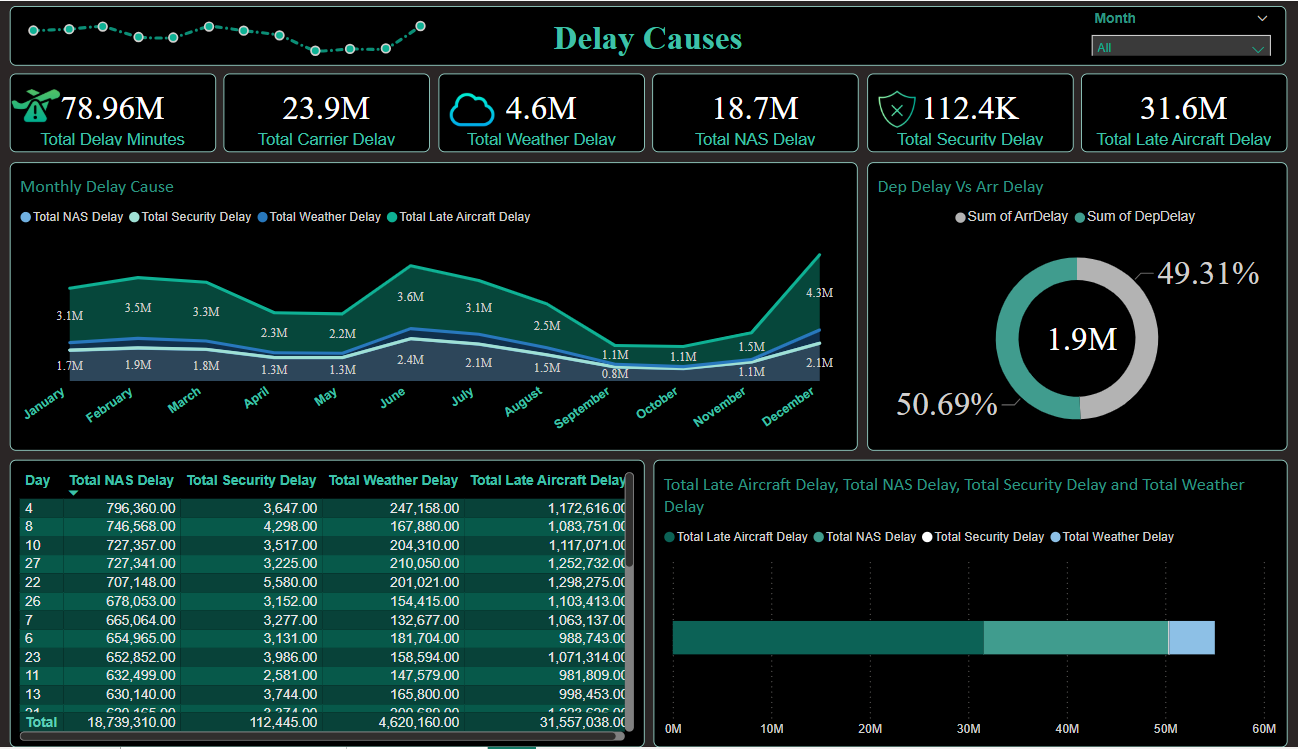 Delay Causes
Month
All
78.96M
Total Delay Minutes
23.9M
Total Carrier Delay
4.6M
Total Weather Delay
18.7M
Total NAS Delay
112.4K
Total Security Delay
31.6M
Total Late Aircraft Delay
Monthly Delay Cause
Total NAS Delay Total Security Delay Total Weather Delay Total Late Aircraft Delay
3.1M 3.5M 3.3M 2.3M 2.2M 3.6M 3.1M 2.5M 1.1M 1.1M 1.5M 4.3M
1.7M 1.9M 1.8M 1.3M 1.3M 2.4M 2.1M 1.5M 0.8M 1.1M 2.1M
January February March April May June July August September October November December
Dep Delay Vs Arr Delay
Sum of ArrDelay Sum of DepDelay
49.31%
1.9M
50.69%
Day Total NAS Delay Total Security Delay Total Weather Delay Total Late Aircraft Delay
4 796,360.00 3,647.00 247,158.00 1,172,616.00
8 746,568.00 4,298.00 167,880.00 1,083,751.00
10 727,357.00 3,517.00 204,310.00 1,117,071.00
27 727,341.00 3,225.00 210,050.00 1,252,732.00
22 707,148.00 5,580.00 201,021.00 1,298,275.00
26 678,053.00 3,152.00 154,415.00 1,103,413.00
7 665,064.00 3,277.00 132,677.00 1,063,137.00
6 654,965.00 3,131.00 181,704.00 988,743.00
23 652,852.00 3,986.00 158,594.00 1,071,314.00
11 632,499.00 2,581.00 147,579.00 981,809.00
13 630,140.00 3,744.00 165,800.00 998,453.00
Total 18,739,310.00 112,445.00 4,620,160.00 31,557,038.00
Total Late Aircraft Delay, Total NAS Delay, Total Security Delay and Total Weather
Delay
Total Late Aircraft Delay Total NAS Delay Total Security Delay Total Weather Delay
0M 10M 20M 30M 40M 50M 60M